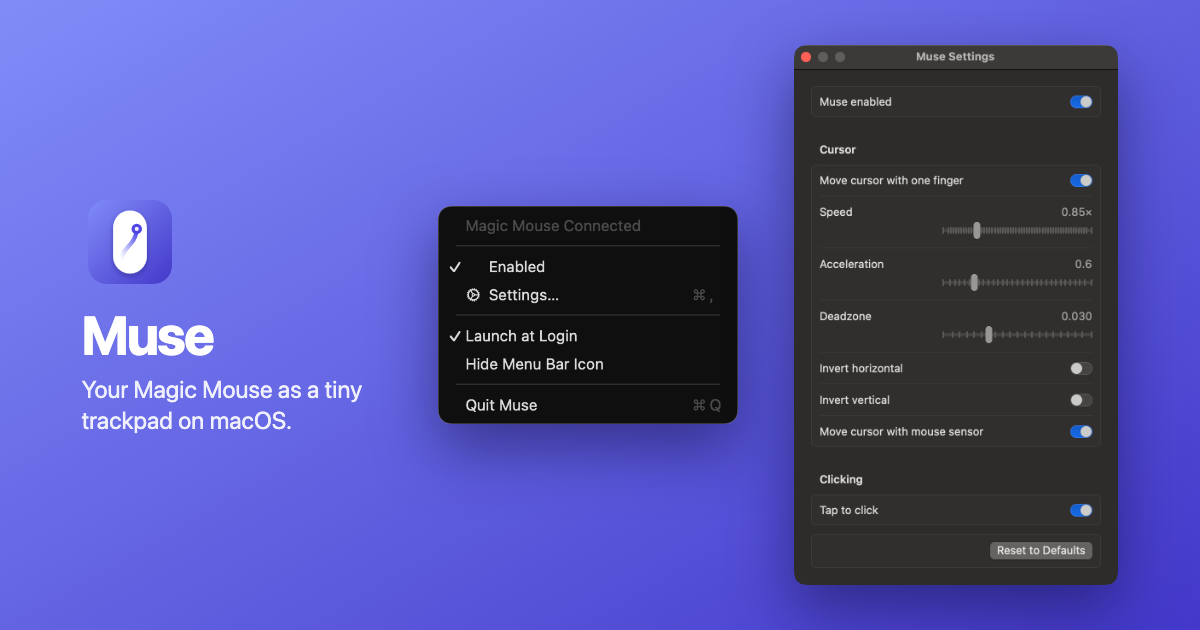 Muse
Your Magic Mouse as a tiny
trackpad on macOS.
Magic Mouse Connected
✓ Enabled
Settings... ⌘ ,
✓ Launch at Login
Hide Menu Bar Icon
Quit Muse ⌘ Q
Muse Settings
Muse enabled
Cursor
Move cursor with one finger
Speed 0.85×
Acceleration 0.6
Deadzone 0.030
Invert horizontal
Invert vertical
Move cursor with mouse sensor
Clicking
Tap to click
Reset to Defaults